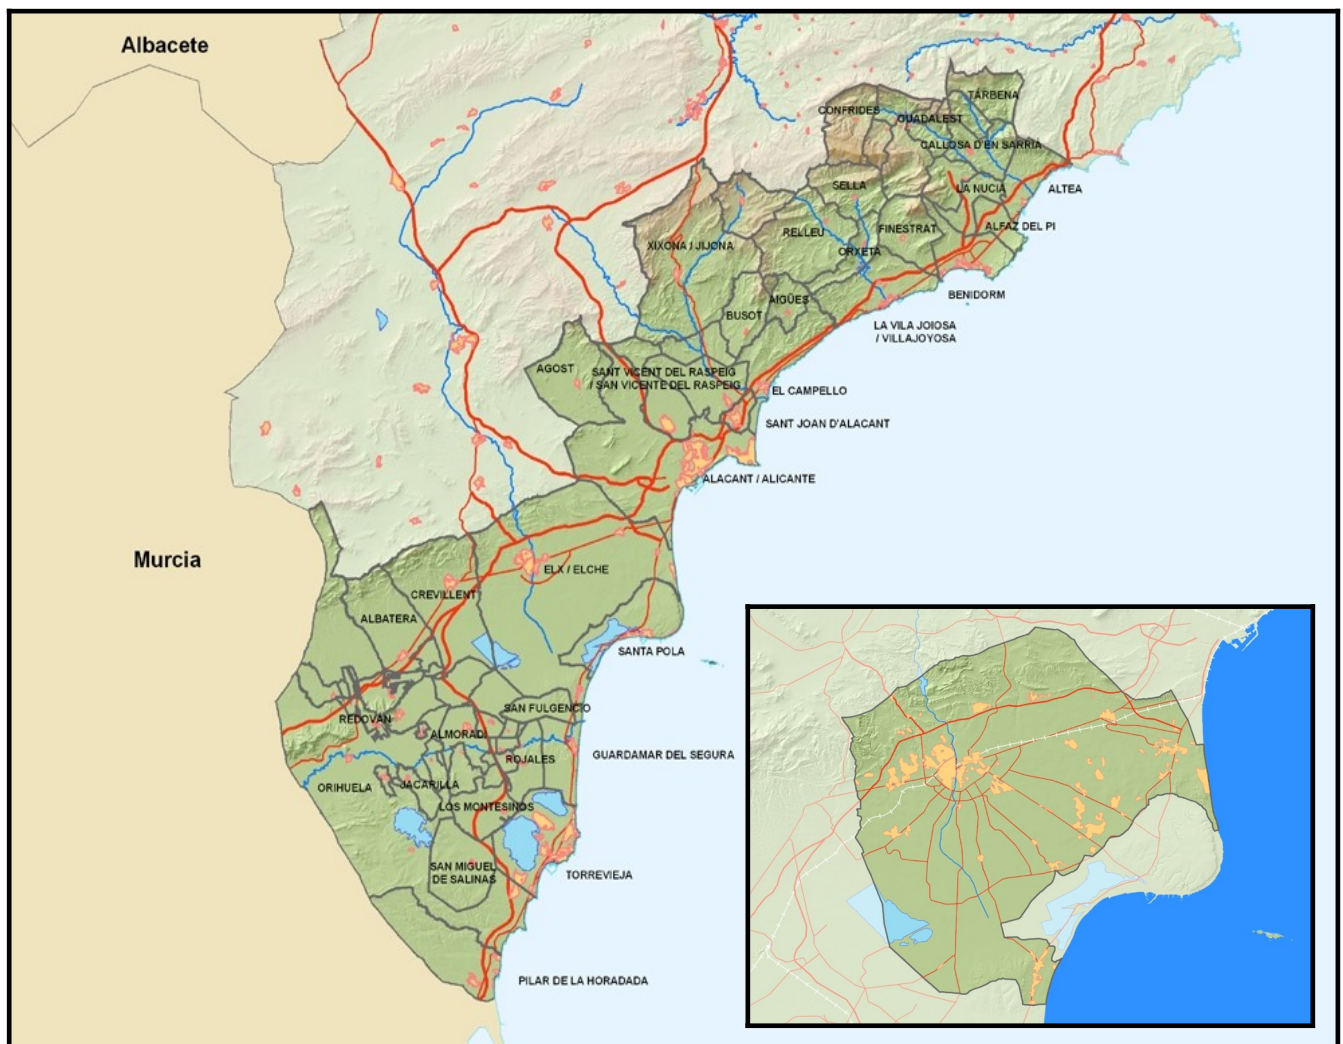 Albacete
TÀRBENA
CONFRIDES
GUADALEST
CALLOSA D'EN SARRIÀ
SELLA
LA NUCIA
ALTEA
RELLEU
FINESTRAT
ALFAZ DEL PI
XIXONA / JIJONA
ORXETA
BENIDORM
AIGÜES
BUSOT
LA VILA JOIOSA
/ VILLAJOYOSA
AGOST
SANT VICENT DEL RASPEIG
/ SAN VICENTE DEL RASPEIG
EL CAMPELLO
SANT JOAN D'ALACANT
ALACANT / ALICANTE
Murcia
ELX / ELCHE
CREVILLENT
ALBATERA
SANTA POLA
SAN FULGENCIO
REDOVÁN
ALMORADÍ
GUARDAMAR DEL SEGURA
ROJALES
ORIHUELA
JACARILLA
LOS MONTESINOS
SAN MIGUEL
DE SALINAS
TORREVIEJA
PILAR DE LA HORADADA